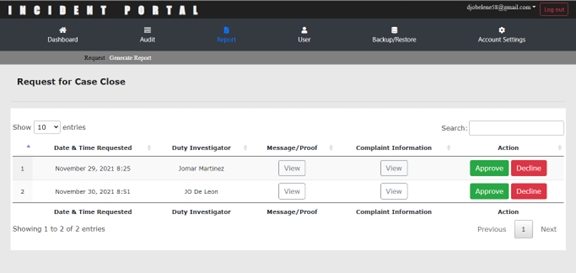 INCIDENT PORTAL
djobelene58@gmail.com
Log out
Dashboard Audit Report User Backup/Restore Account Settings
Request Generate Report
Request for Case Close
Show 10 entries Search:
Date & Time Requested Duty Investigator Message/Proof Complaint Information Action
1 November 29, 2021 8:25 Jomar Martinez View View Approve Decline
2 November 30, 2021 8:51 JO De Leon View View Approve Decline
Date & Time Requested Duty Investigator Message/Proof Complaint Information Action
Showing 1 to 2 of 2 entries Previous 1 Next